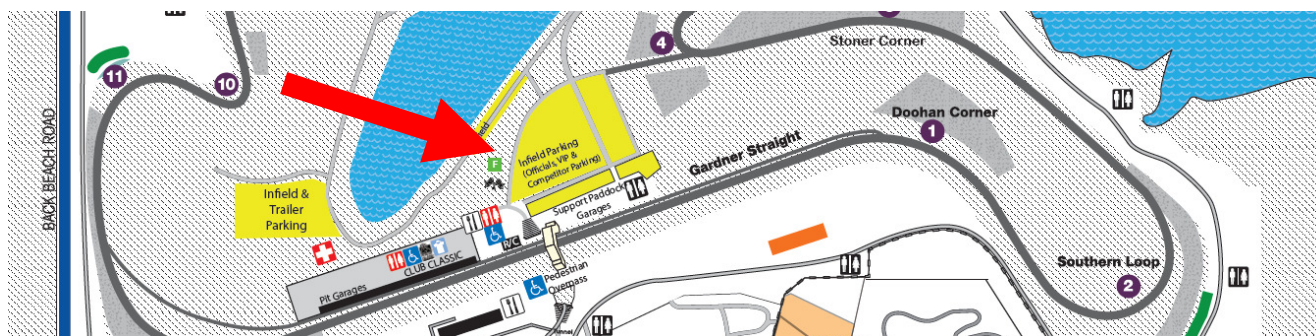 4
Stoner Corner
11
10
BACK BEACH ROAD
Doohan Corner
1
F
Infield Parking
(Officials, VIP &
Competitor Parking)
Gardner Straight
Infield &
Trailer
Parking
Support Paddock
Garages
R/C
CLUB CLASSIC
Pit Garages
Pedestrian
Overpass
Southern Loop
2